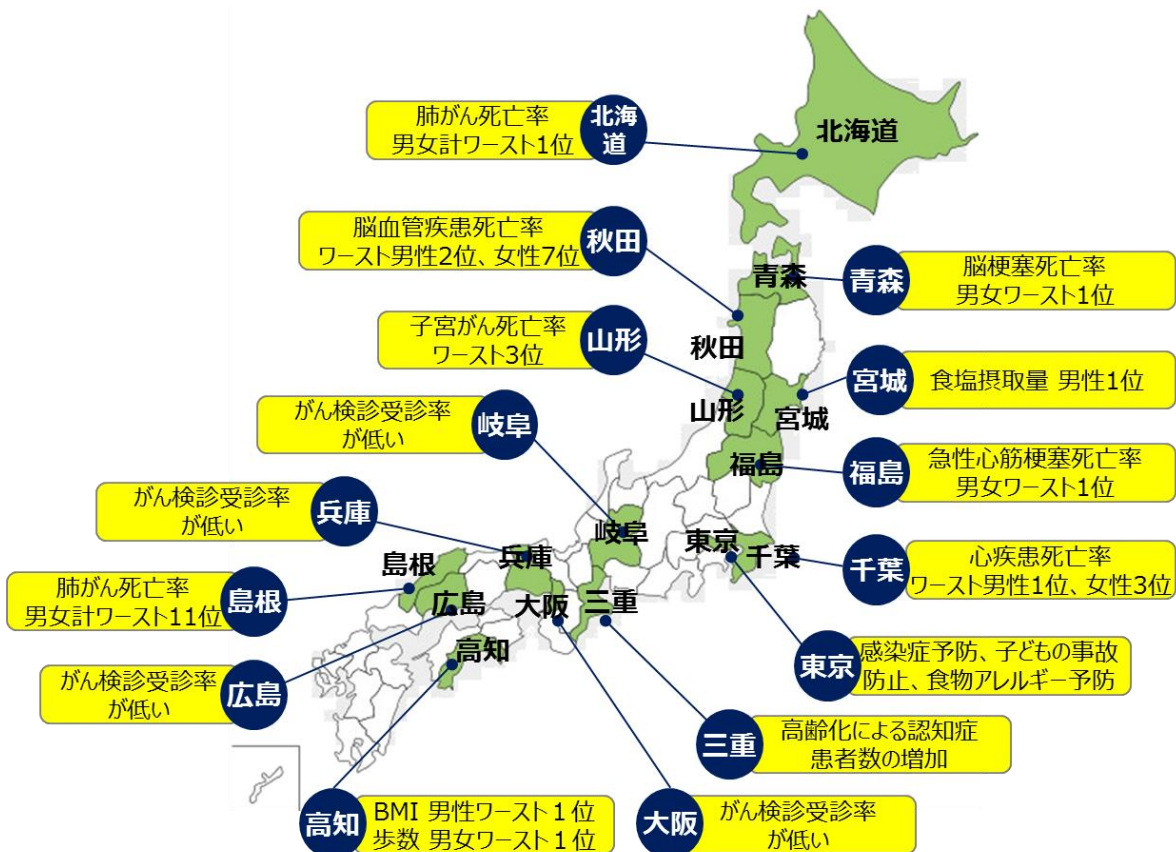 肺がん死亡率
男女計ワースト1位
北海
道
北海道
脳血管疾患死亡率
ワースト男性2位、女性7位
秋田
青森
青森
脳梗塞死亡率
男女ワースト1位
子宮がん死亡率
ワースト3位
山形
秋田
宮城
食塩摂取量 男性1位
山形
宮城
がん検診受診率
が低い
岐阜
福島
福島
急性心筋梗塞死亡率
男女ワースト1位
がん検診受診率
が低い
兵庫
岐阜
東京
千葉
千葉
心疾患死亡率
ワースト男性1位、女性3位
兵庫
島根
肺がん死亡率
男女計ワースト11位
島根
広島
大阪
三重
高知
東京
感染症予防、子どもの事故
防止、食物アレルギー予防
がん検診受診率
が低い
広島
三重
高齢化による認知症
患者数の増加
高知
BMI 男性ワースト１位
歩数 男女ワースト１位
大阪
がん検診受診率
が低い